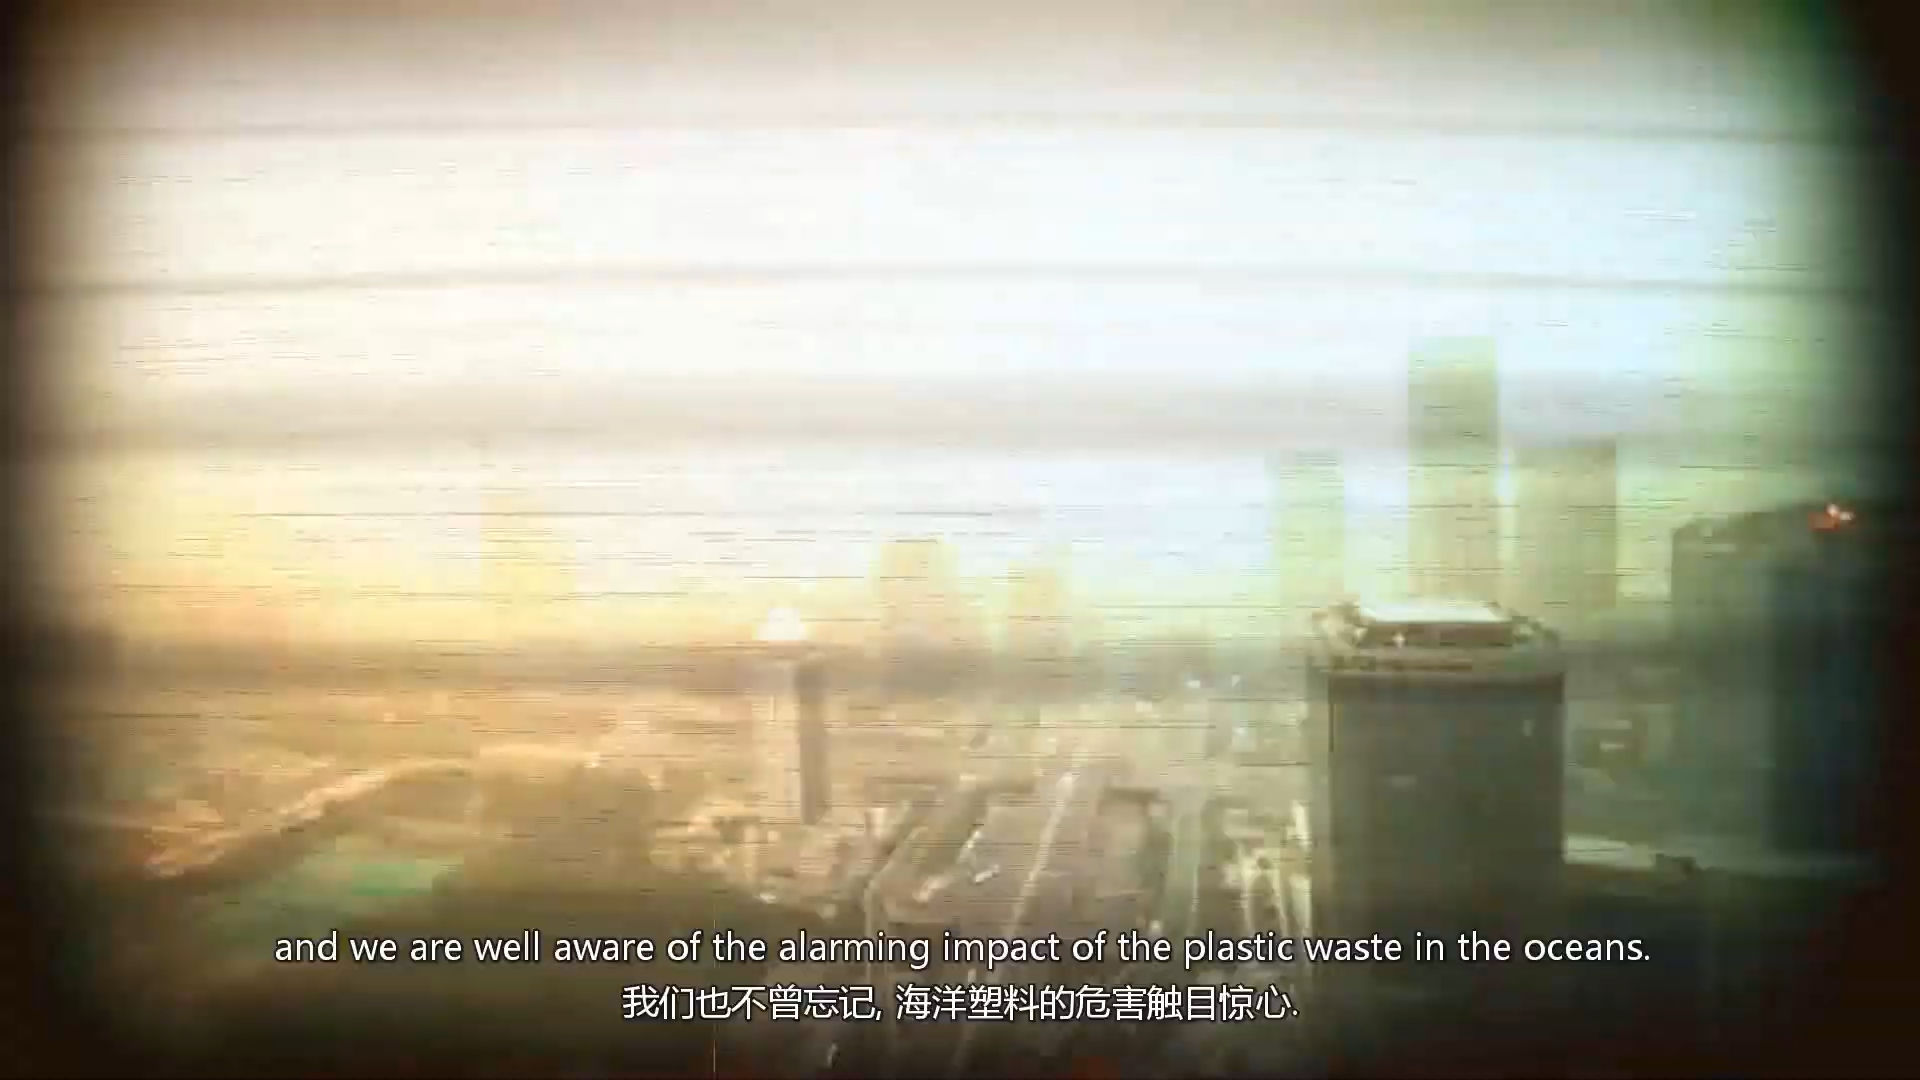 and we are well aware of the alarming impact of the plastic waste in the oceans.
我们也不曾忘记, 海洋塑料的危害触目惊心.